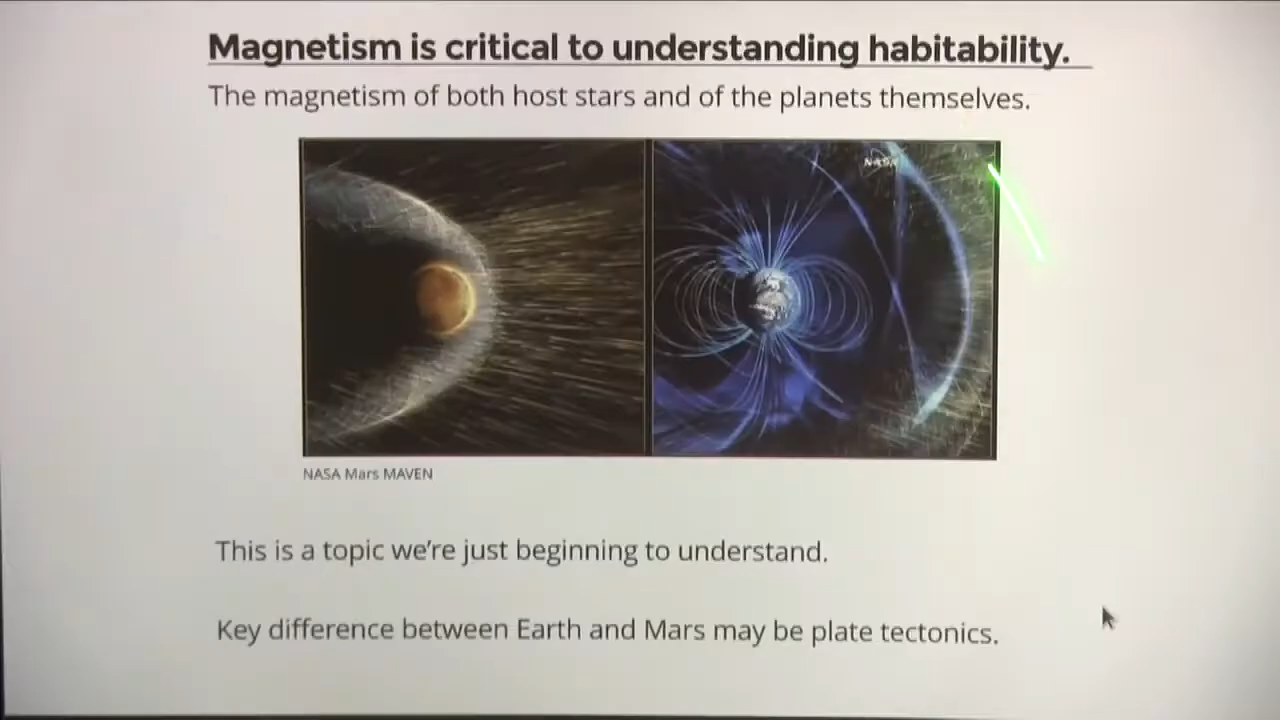 Magnetism is critical to understanding habitability.
The magnetism of both host stars and of the planets themselves.
NASA
NASA Mars MAVEN
This is a topic we're just beginning to understand.
Key difference between Earth and Mars may be plate tectonics.